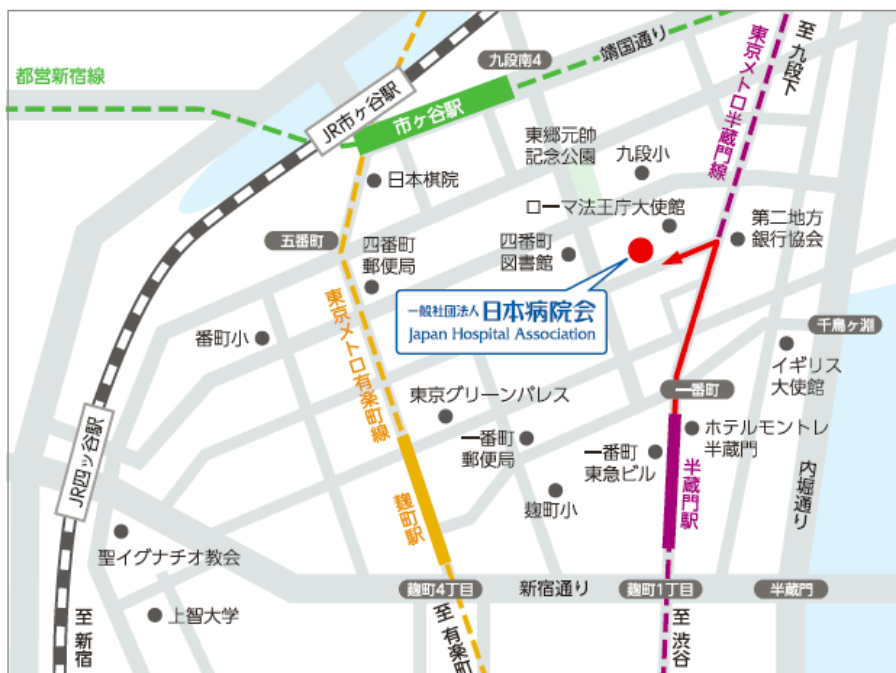 都営新宿線
JR市ヶ谷駅
市ヶ谷駅
九段南4
靖国通り
東京メトロ半蔵門線
至 九段下
東郷元帥
記念公園
九段小
日本棋院
ローマ法王庁大使館
第二地方
銀行協会
五番町
四番町
郵便局
四番町
図書館
一般社団法人 日本病院会
Japan Hospital Association
千鳥ヶ淵
番町小
東京メトロ有楽町線
イギリス
大使館
一番町
東京グリーンパレス
ホテルモントレ
半蔵門
一番町
郵便局
一番町
東急ビル
半蔵門駅
内堀通り
JR四ッ谷駅
麹町駅
麹町小
聖イグナチオ教会
麹町4丁目
新宿通り
麹町1丁目
半蔵門
上智大学
至 新宿
至 有楽町
至 渋谷